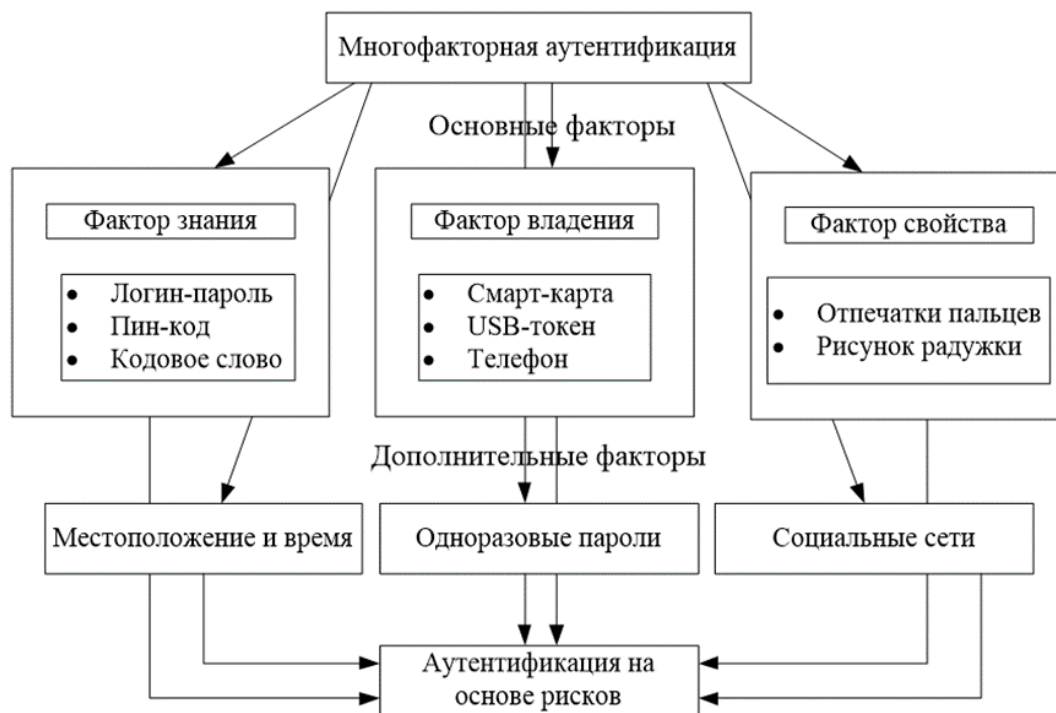 Многофакторная аутентификация
Основные факторы
Фактор знания
• Логин-пароль
• Пин-код
• Кодовое слово
Фактор владения
• Смарт-карта
• USB-токен
• Телефон
Фактор свойства
• Отпечатки пальцев
• Рисунок радужки
Дополнительные факторы
Местоположение и время
Одноразовые пароли
Социальные сети
Аутентификация на
основе рисков